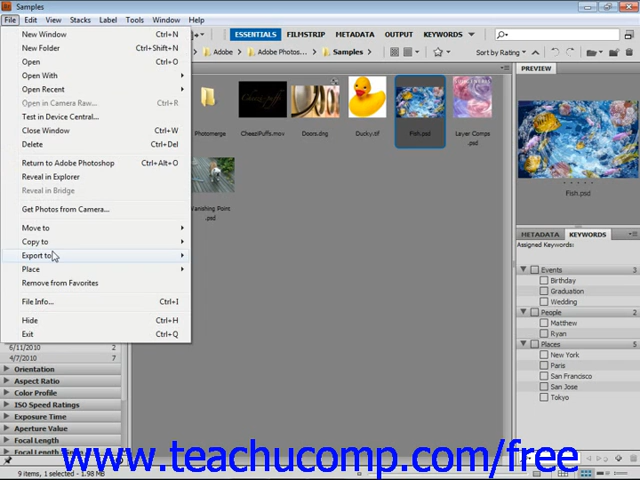 Br Samples
File Edit View Stacks Label Tools Window Help
ESSENTIALS FILMSTRIP METADATA OUTPUT KEYWORDS
Adobe Adobe Photos... Samples Sort by Rating
New Window Ctrl+N
New Folder Ctrl+Shift+N
Open Ctrl+O
Open With
Open Recent
Open in Camera Raw... Ctrl+R
Test in Device Central...
Close Window Ctrl+W
Delete Ctrl+Del
Return to Adobe Photoshop Ctrl+Alt+O
Reveal in Explorer
Reveal in Bridge
Get Photos from Camera...
Move to
Copy to
Export to
Place
Remove from Favorites
File Info... Ctrl+I
Hide Ctrl+H
Exit Ctrl+Q
6/11/2010 2
4/7/2010 7
Orientation
Aspect Ratio
Color Profile
ISO Speed Ratings
Exposure Time
Aperture Value
Focal Length
Focal Length
Photomerge CheeziPuffs.mov Doors.dng Ducky.tif Fish.psd Layer Comps
.psd
Vanishing Point
.psd
PREVIEW
Fish.psd
METADATA KEYWORDS
Assigned Keywords:
Events 3
Birthday
Graduation
Wedding
People 2
Matthew
Ryan
Places 5
New York
Paris
San Francisco
San Jose
Tokyo
9 items, 1 selected - 1.98 MB
www.teachucomp.com/free